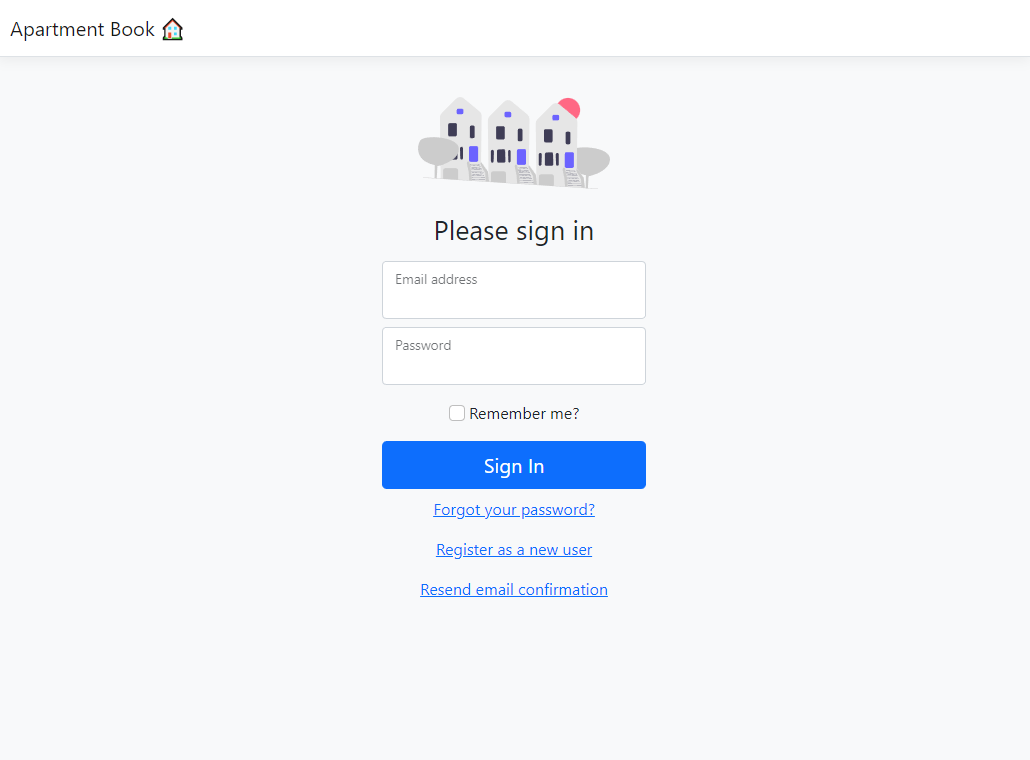 Apartment Book 🏠
Please sign in
Email address
Password
Remember me?
Sign In
Forgot your password?
Register as a new user
Resend email confirmation